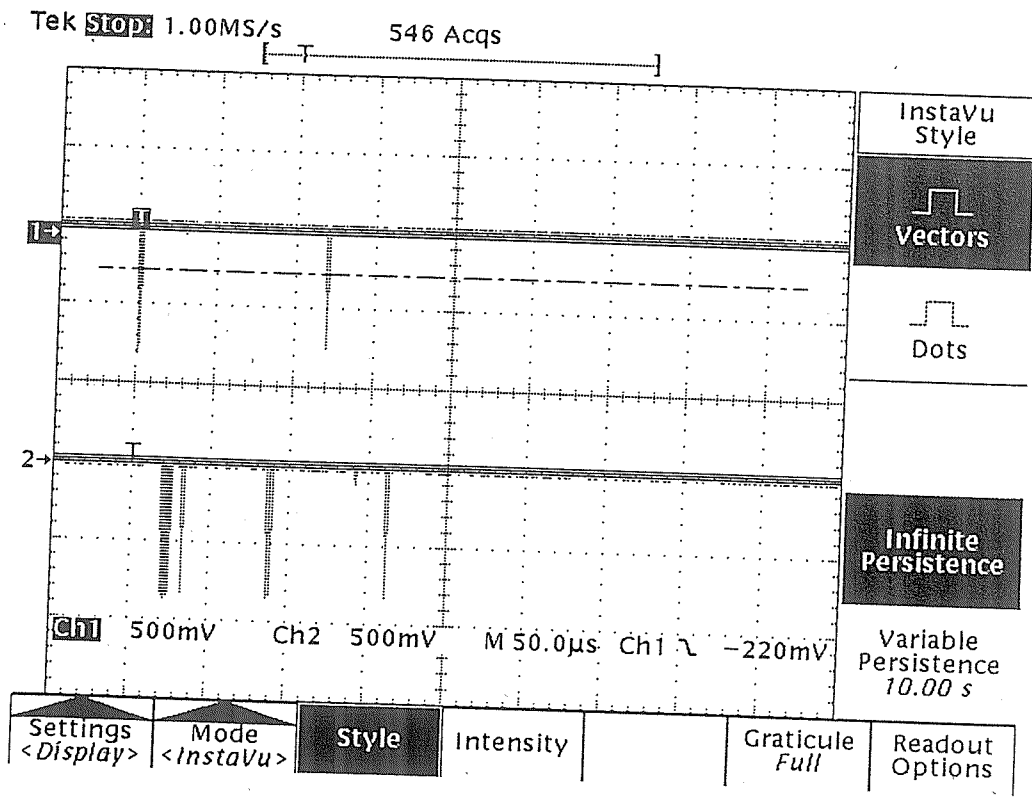 Tek Stop: 1.00MS/s 546 Acqs
[ T ]
InstaVu
Style
Vectors
Dots
T
1→
T
2→
Infinite
Persistence
Ch1 500mV Ch2 500mV M 50.0µs Ch1 ∖ −220mV
Variable
Persistence
10.00 s
Settings
<Display>
Mode
<InstaVu>
Style
Intensity
Graticule
Full
Readout
Options